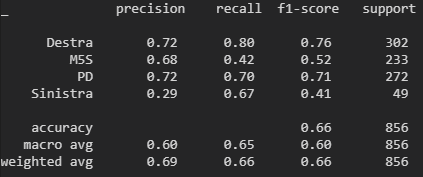 _ precision recall f1-score support
Destra 0.72 0.80 0.76 302
M5S 0.68 0.42 0.52 233
PD 0.72 0.70 0.71 272
Sinistra 0.29 0.67 0.41 49
accuracy 0.66 856
macro avg 0.60 0.65 0.60 856
weighted avg 0.69 0.66 0.66 856